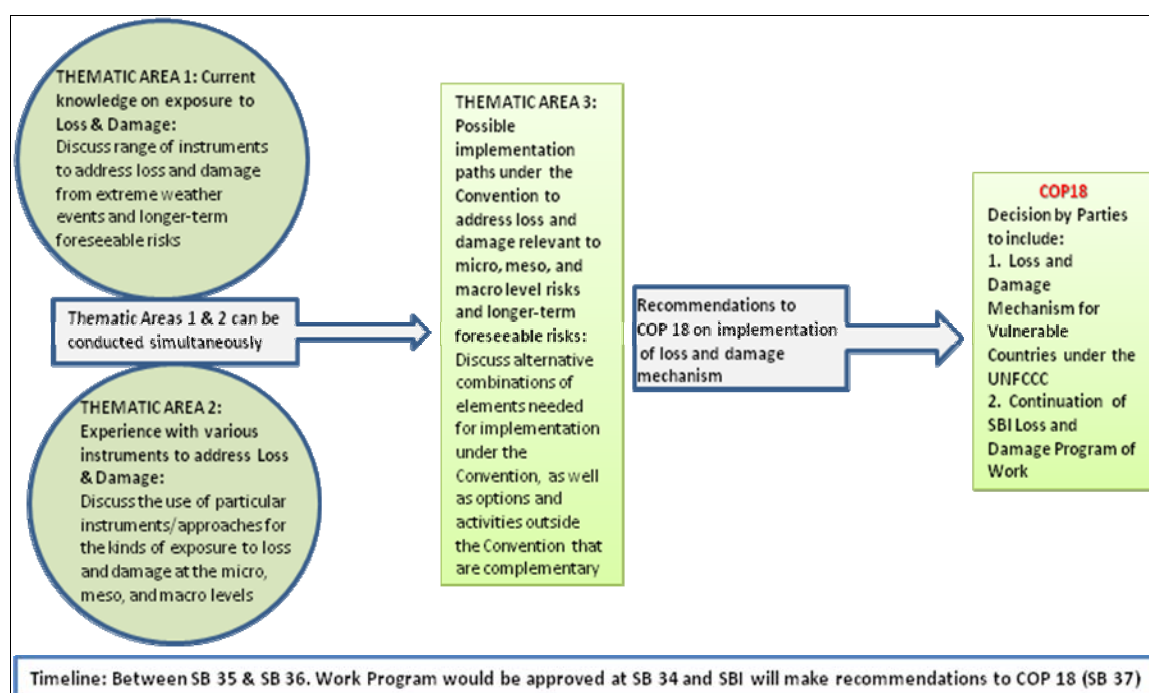 THEMATIC AREA 1: Current
knowledge on exposure to
Loss & Damage:
Discuss range of instruments
to address loss and damage
from extreme weather
events and longer-term
foreseeable risks
Thematic Areas 1 & 2 can be
conducted simultaneously
THEMATIC AREA 2:
Experience with various
instruments to address Loss
& Damage:
Discuss the use of particular
instruments/approaches for
the kinds of exposure to loss
and damage at the micro,
meso, and macro levels
THEMATIC AREA 3:
Possible
implementation
paths under the
Convention to
address loss and
damage relevant to
micro, meso, and
macro level risks
and longer-term
foreseeable risks:
Discuss alternative
combinations of
elements needed
for implementation
under the
Convention, as well
as options and
activities outside
the Convention that
are complementary
Recommendations to
COP 18 on implementation
of loss and damage
mechanism
COP18
Decision by Parties
to include:
1. Loss and
Damage
Mechanism for
Vulnerable
Countries under the
UNFCCC
2. Continuation of
SBI Loss and
Damage Program of
Work
Timeline: Between SB 35 & SB 36. Work Program would be approved at SB 34 and SBI will make recommendations to COP 18 (SB 37)